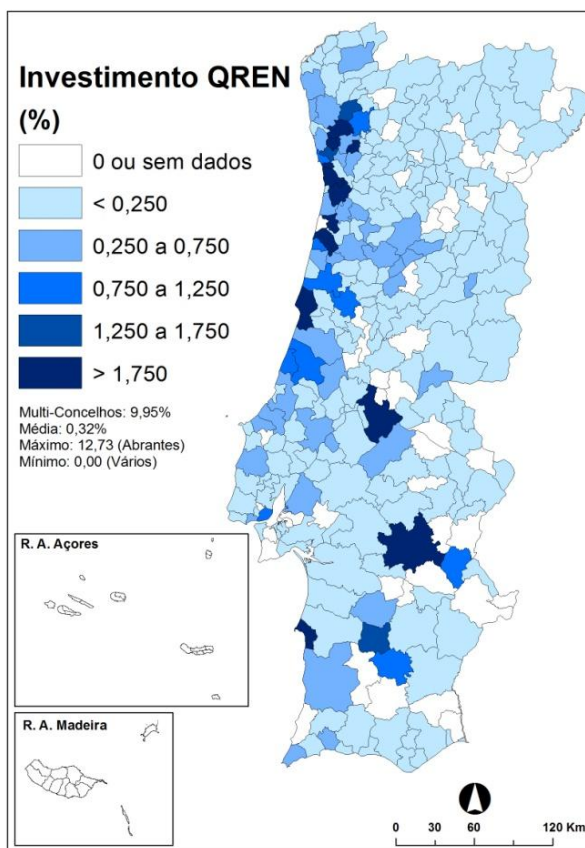 Investimento QREN
(%)
0 ou sem dados
< 0,250
0,250 a 0,750
0,750 a 1,250
1,250 a 1,750
> 1,750
Multi-Concelhos: 9,95%
Média: 0,32%
Máximo: 12,73 (Abrantes)
Mínimo: 0,00 (Vários)
R. A. Açores
R. A. Madeira
0 30 60 120 Km